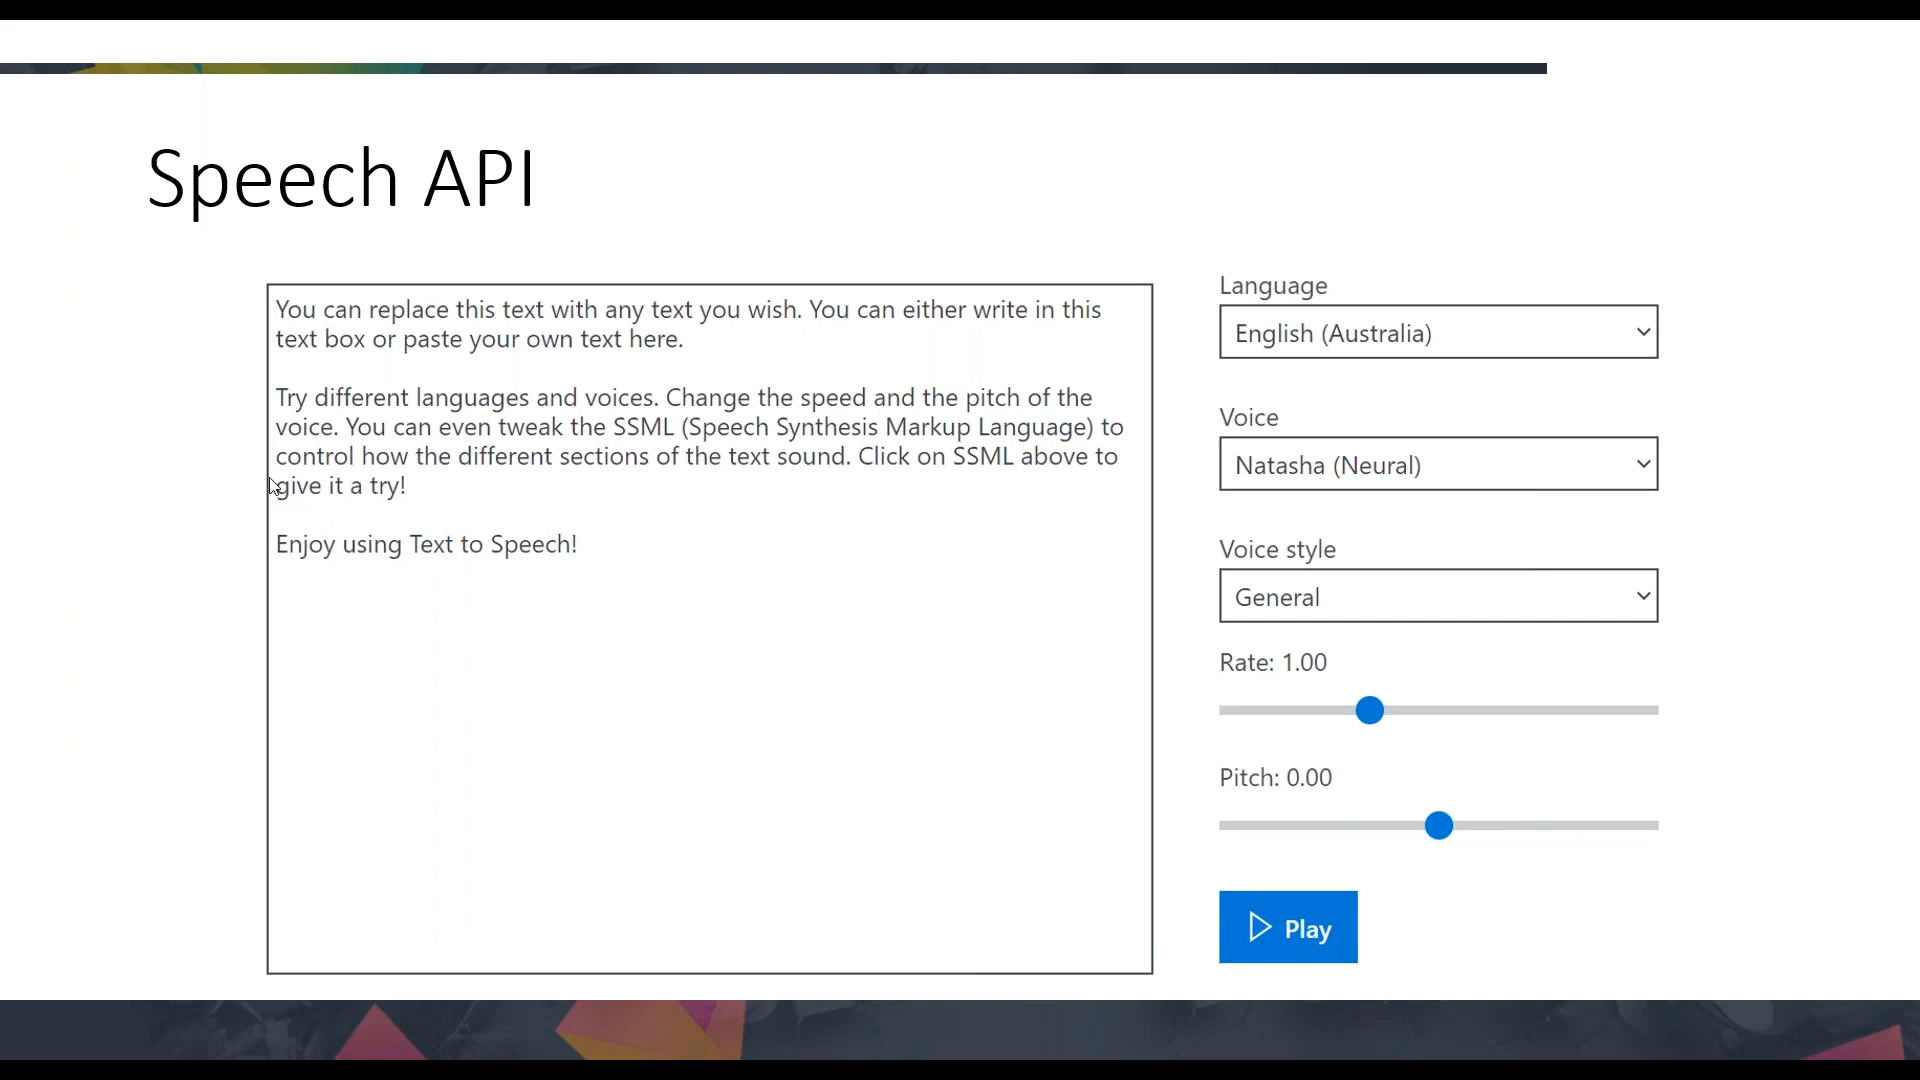 Speech API
You can replace this text with any text you wish. You can either write in this
text box or paste your own text here.
Try different languages and voices. Change the speed and the pitch of the
voice. You can even tweak the SSML (Speech Synthesis Markup Language) to
control how the different sections of the text sound. Click on SSML above to
give it a try!
Enjoy using Text to Speech!
Language
English (Australia)
Voice
Natasha (Neural)
Voice style
General
Rate: 1.00
Pitch: 0.00
Play